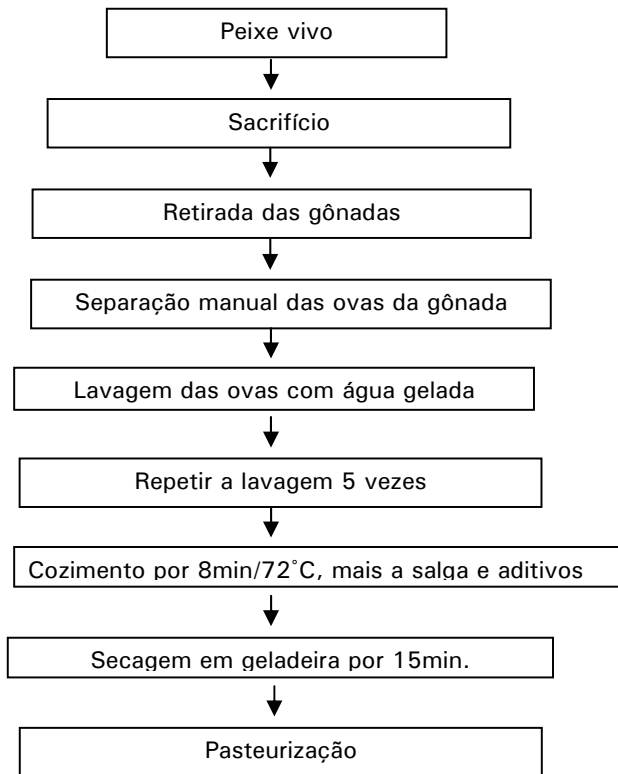 Peixe vivo
Sacrifício
Retirada das gônadas
Separação manual das ovas da gônada
Lavagem das ovas com água gelada
Repetir a lavagem 5 vezes
Cozimento por 8min/72˚C, mais a salga e aditivos
Secagem em geladeira por 15min.
Pasteurização